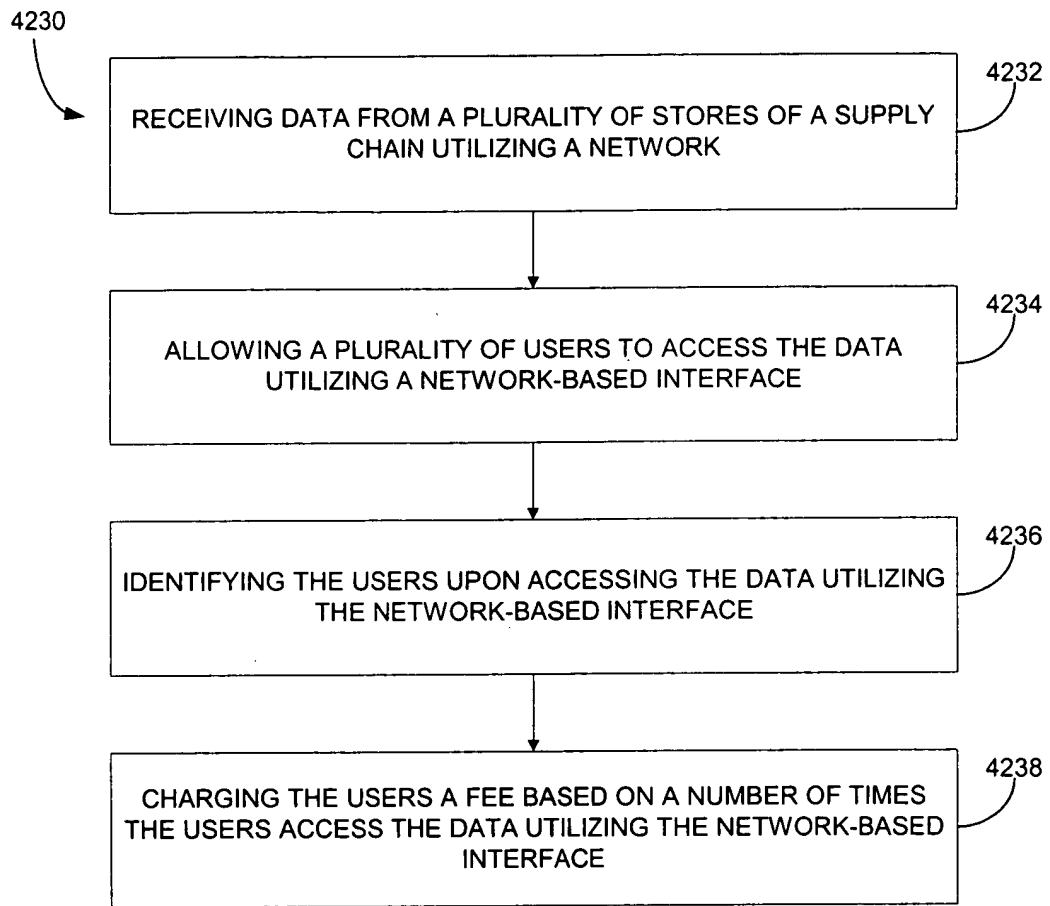 4230
4232
RECEIVING DATA FROM A PLURALITY OF STORES OF A SUPPLY
CHAIN UTILIZING A NETWORK
4234
ALLOWING A PLURALITY OF USERS TO ACCESS THE DATA
UTILIZING A NETWORK-BASED INTERFACE
4236
IDENTIFYING THE USERS UPON ACCESSING THE DATA UTILIZING
THE NETWORK-BASED INTERFACE
4238
CHARGING THE USERS A FEE BASED ON A NUMBER OF TIMES
THE USERS ACCESS THE DATA UTILIZING THE NETWORK-BASED
INTERFACE